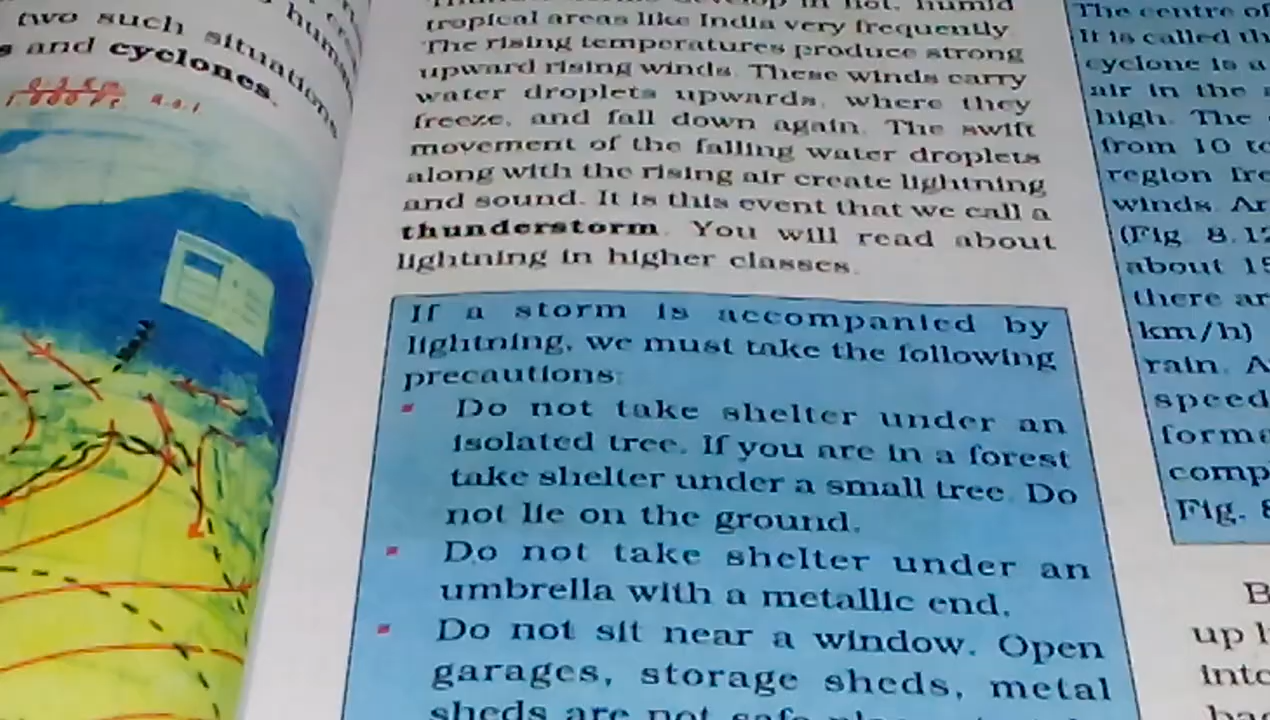 two such situations
and cyclones.
tropical areas like India very frequently.
The rising temperatures produce strong
upward rising winds. These winds carry
water droplets upwards, where they
freeze, and fall down again. The swift
movement of the falling water droplets
along with the rising air create lightning
and sound. It is this event that we call a
thunderstorm. You will read about
lightning in higher classes.
If a storm is accompanied by
lightning, we must take the following
precautions:
Do not take shelter under an
isolated tree. If you are in a forest
take shelter under a small tree. Do
not lie on the ground.
Do not take shelter under an
umbrella with a metallic end.
Do not sit near a window. Open
garages, storage sheds, metal
sheds are not safe
The centre of
It is called
cyclone is a
air in the
high. The
from 10 to
region
winds.
(Fig. 8.12
about 15
there
km/h)
rain.
speed
Fig. 8
up